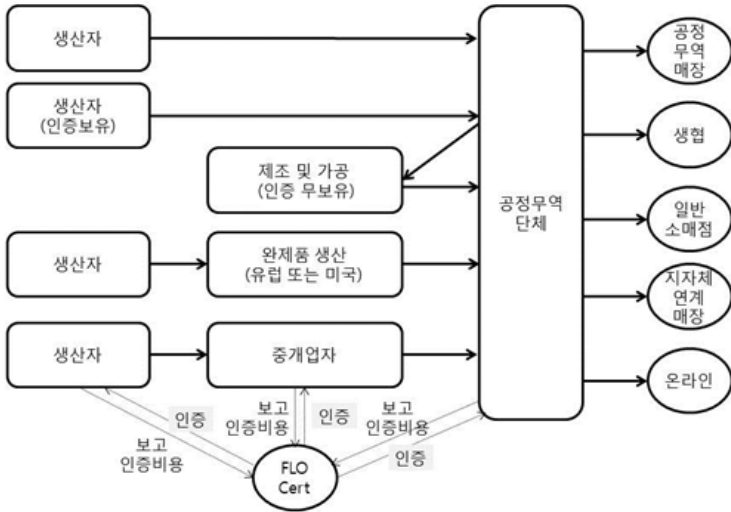 생산자
공정
무역
매장
생산자
(인증보유)
생협
제조 및 가공
(인증 무보유)
공정무역
단체
일반
소매점
생산자
완제품 생산
(유럽 또는 미국)
지자체
연계
매장
생산자
중개업자
온라인
인증
보고
인증비용
인증
보고
인증비용
보고
인증비용
인증
FLO
Cert